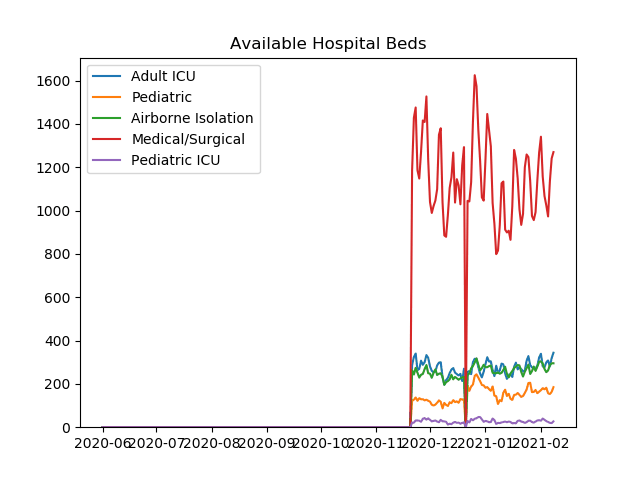 Available Hospital Beds
Adult ICU
Pediatric
Airborne Isolation
Medical/Surgical
Pediatric ICU
1600
1400
1200
1000
800
600
400
200
0
2020-06 2020-07 2020-08 2020-09 2020-10 2020-11 2020-12 2021-01 2021-02